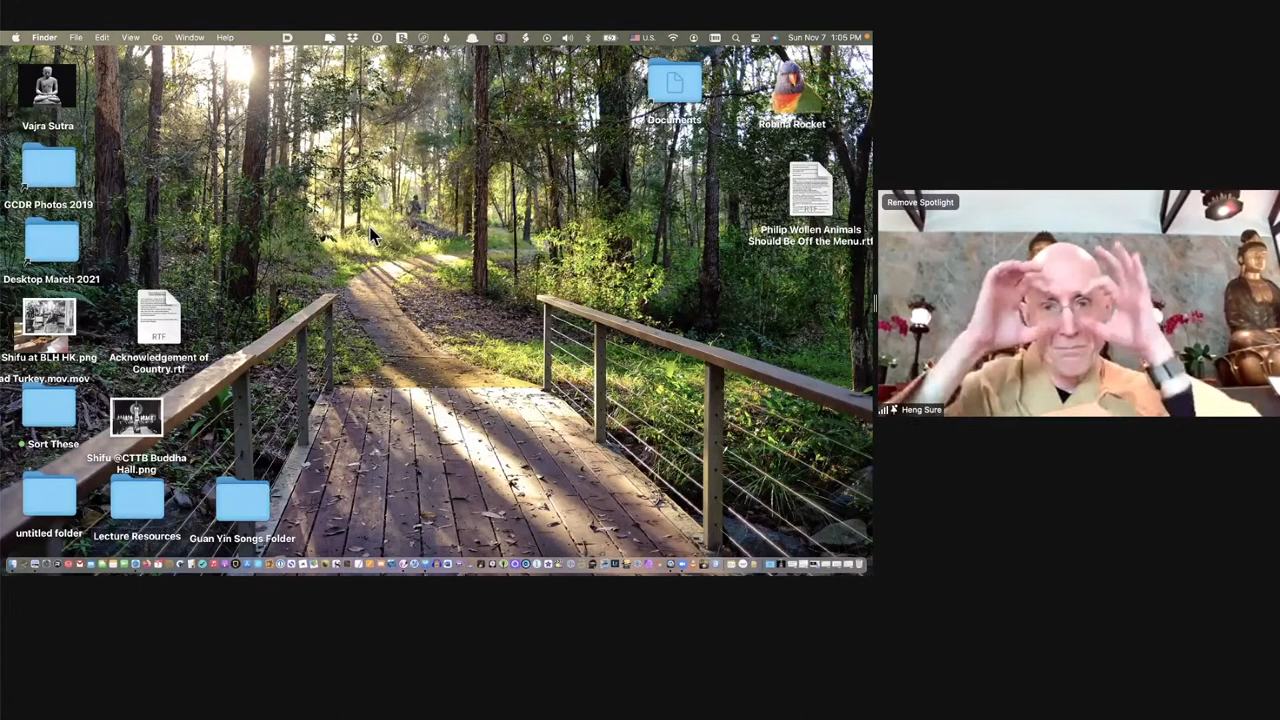 Finder File Edit View Go Window Help U.S. Sun Nov 7 1:05 PM
Vajra Sutra
GCDR Photos 2019
Desktop March 2021
Shifu at BLH HK.png
ad Turkey.mov.mov
Sort These
untitled folder
RTF
Acknowledgement of
Country.rtf
Shifu @CTTB Buddha
Hall.png
Lecture Resources
Guan Yin Songs Folder
Documents
Robina Rocket
RTF
Philip Wollen Animals
Should Be Off the Menu.rtf
Remove Spotlight
Heng Sure